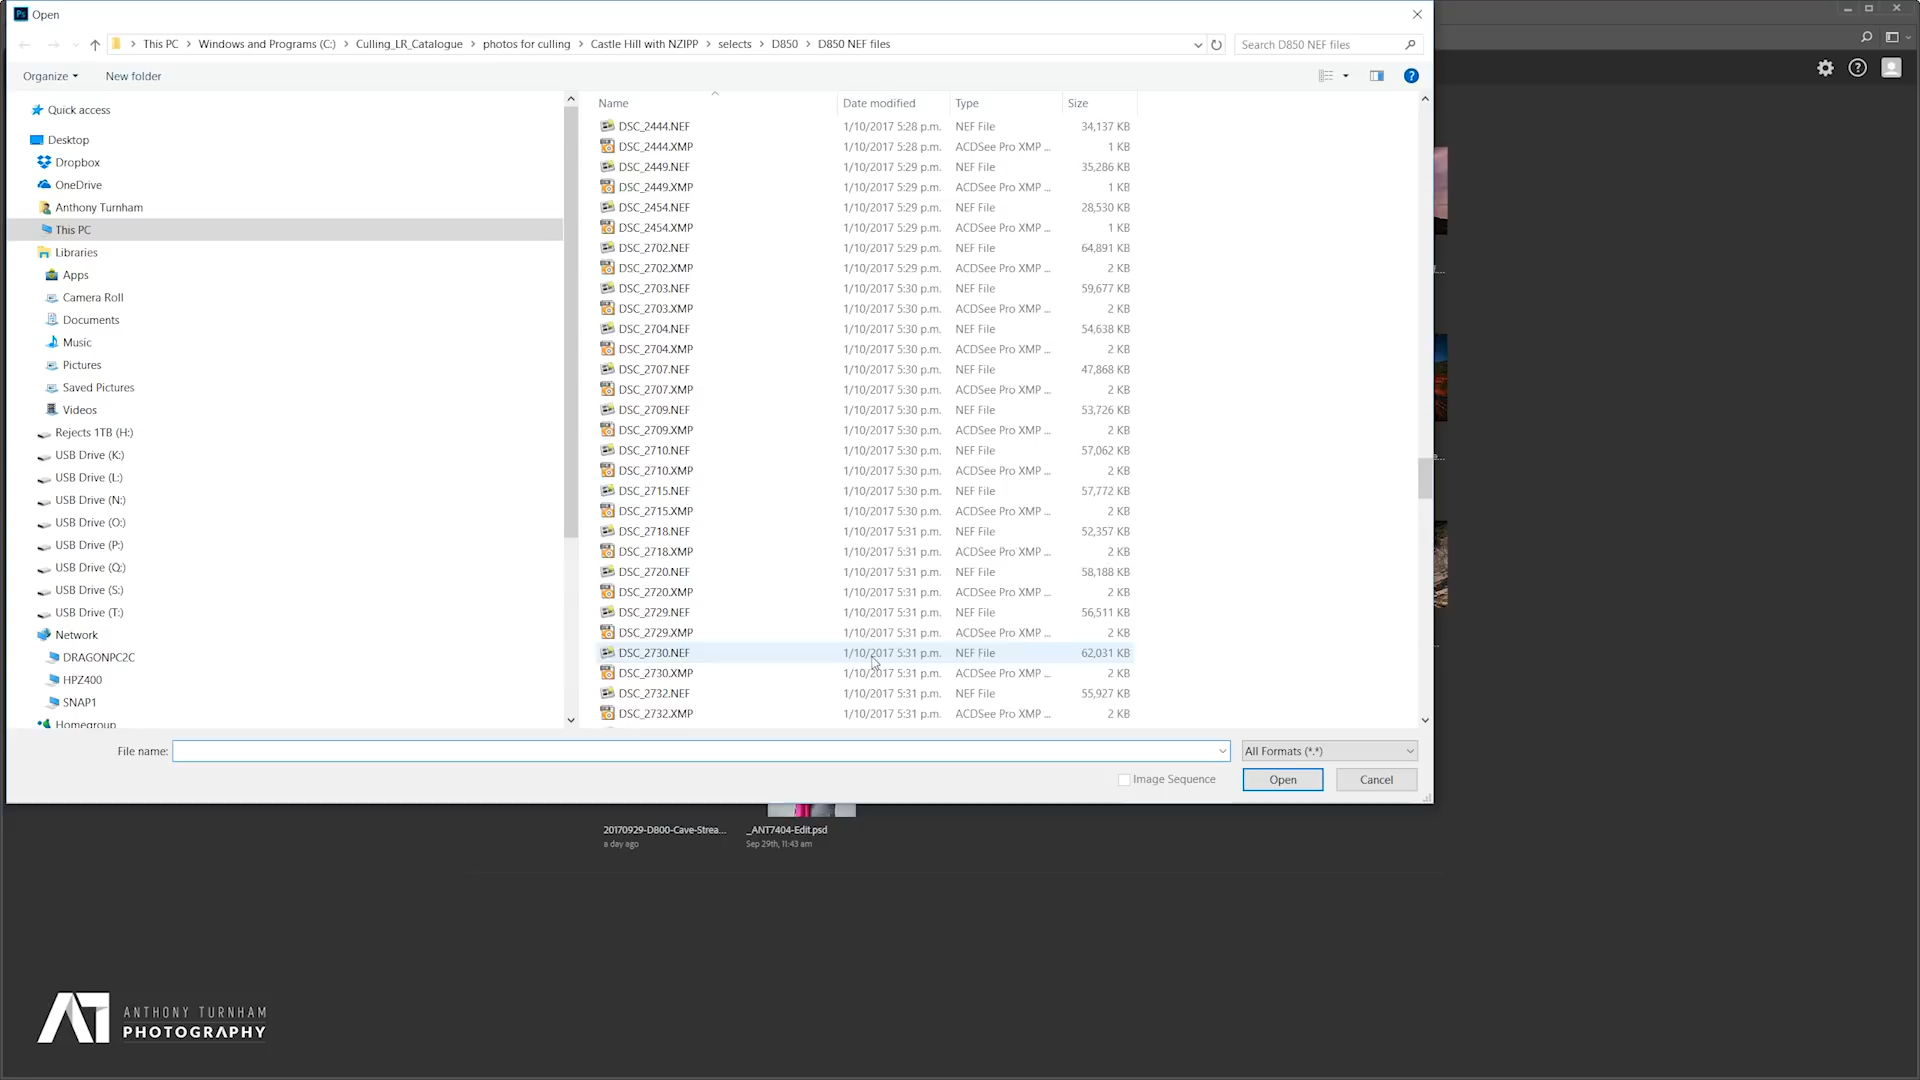 Ps Open
This PC > Windows and Programs (C:) > Culling_LR_Catalogue > photos for culling > Castle Hill with NZIPP > selects > D850 > D850 NEF files
Search D850 NEF files
Organize
New folder
Quick access
Desktop
Dropbox
OneDrive
Anthony Turnham
This PC
Libraries
Apps
Camera Roll
Documents
Music
Pictures
Saved Pictures
Videos
Rejects 1TB (H:)
USB Drive (K:)
USB Drive (L:)
USB Drive (N:)
USB Drive (O:)
USB Drive (P:)
USB Drive (Q:)
USB Drive (S:)
USB Drive (T:)
Network
DRAGONPC2C
HPZ400
SNAP1
Homegroup
Name Date modified Type Size
DSC_2444.NEF 1/10/2017 5:28 p.m. NEF File 34,137 KB
DSC_2444.XMP 1/10/2017 5:28 p.m. ACDSee Pro XMP ... 1 KB
DSC_2449.NEF 1/10/2017 5:29 p.m. NEF File 35,286 KB
DSC_2449.XMP 1/10/2017 5:29 p.m. ACDSee Pro XMP ... 1 KB
DSC_2454.NEF 1/10/2017 5:29 p.m. NEF File 28,530 KB
DSC_2454.XMP 1/10/2017 5:29 p.m. ACDSee Pro XMP ... 1 KB
DSC_2702.NEF 1/10/2017 5:29 p.m. NEF File 64,891 KB
DSC_2702.XMP 1/10/2017 5:29 p.m. ACDSee Pro XMP ... 2 KB
DSC_2703.NEF 1/10/2017 5:30 p.m. NEF File 59,677 KB
DSC_2703.XMP 1/10/2017 5:30 p.m. ACDSee Pro XMP ... 2 KB
DSC_2704.NEF 1/10/2017 5:30 p.m. NEF File 54,638 KB
DSC_2704.XMP 1/10/2017 5:30 p.m. ACDSee Pro XMP ... 2 KB
DSC_2707.NEF 1/10/2017 5:30 p.m. NEF File 47,868 KB
DSC_2707.XMP 1/10/2017 5:30 p.m. ACDSee Pro XMP ... 2 KB
DSC_2709.NEF 1/10/2017 5:30 p.m. NEF File 53,726 KB
DSC_2709.XMP 1/10/2017 5:30 p.m. ACDSee Pro XMP ... 2 KB
DSC_2710.NEF 1/10/2017 5:30 p.m. NEF File 57,062 KB
DSC_2710.XMP 1/10/2017 5:30 p.m. ACDSee Pro XMP ... 2 KB
DSC_2715.NEF 1/10/2017 5:30 p.m. NEF File 57,772 KB
DSC_2715.XMP 1/10/2017 5:30 p.m. ACDSee Pro XMP ... 2 KB
DSC_2718.NEF 1/10/2017 5:31 p.m. NEF File 52,357 KB
DSC_2718.XMP 1/10/2017 5:31 p.m. ACDSee Pro XMP ... 2 KB
DSC_2720.NEF 1/10/2017 5:31 p.m. NEF File 58,188 KB
DSC_2720.XMP 1/10/2017 5:31 p.m. ACDSee Pro XMP ... 2 KB
DSC_2729.NEF 1/10/2017 5:31 p.m. NEF File 56,511 KB
DSC_2729.XMP 1/10/2017 5:31 p.m. ACDSee Pro XMP ... 2 KB
DSC_2730.NEF 1/10/2017 5:31 p.m. NEF File 62,031 KB
DSC_2730.XMP 1/10/2017 5:31 p.m. ACDSee Pro XMP ... 2 KB
DSC_2732.NEF 1/10/2017 5:31 p.m. NEF File 55,927 KB
DSC_2732.XMP 1/10/2017 5:31 p.m. ACDSee Pro XMP ... 2 KB
File name:
All Formats (*.*)
Image Sequence
Open
Cancel
20170929-D800-Cave-Strea... _ANT7404-Edit.psd
a day ago Sep 29th, 11:43 am
AT ANTHONY TURNHAM
PHOTOGRAPHY